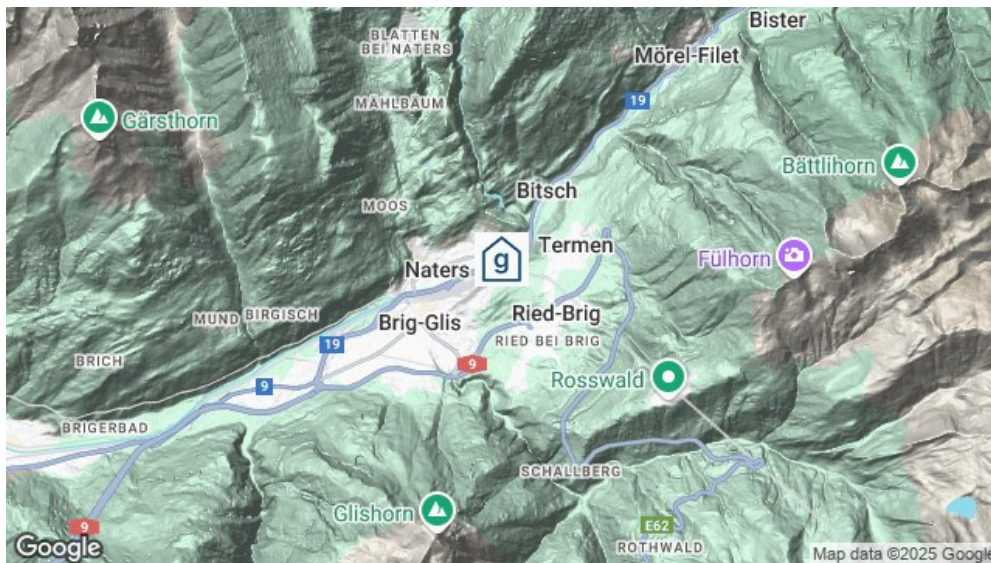 Bister
BLATTEN
BEI NATERS
Mörel-Filet
MÄHLBÄUM
19
Gärsthorn
Bättlihorn
Bitsch
MOOS
Termen
g
Fülhorn
Naters
MUND
BIRGISCH
Brig-Glis
Ried-Brig
19
RIED BEI BRIG
BRICH
9
9
Rosswald
BRIGERBAD
SCHALLBERG
Glishorn
9
E62
ROTHWALD
Google
Map data ©2025 Google